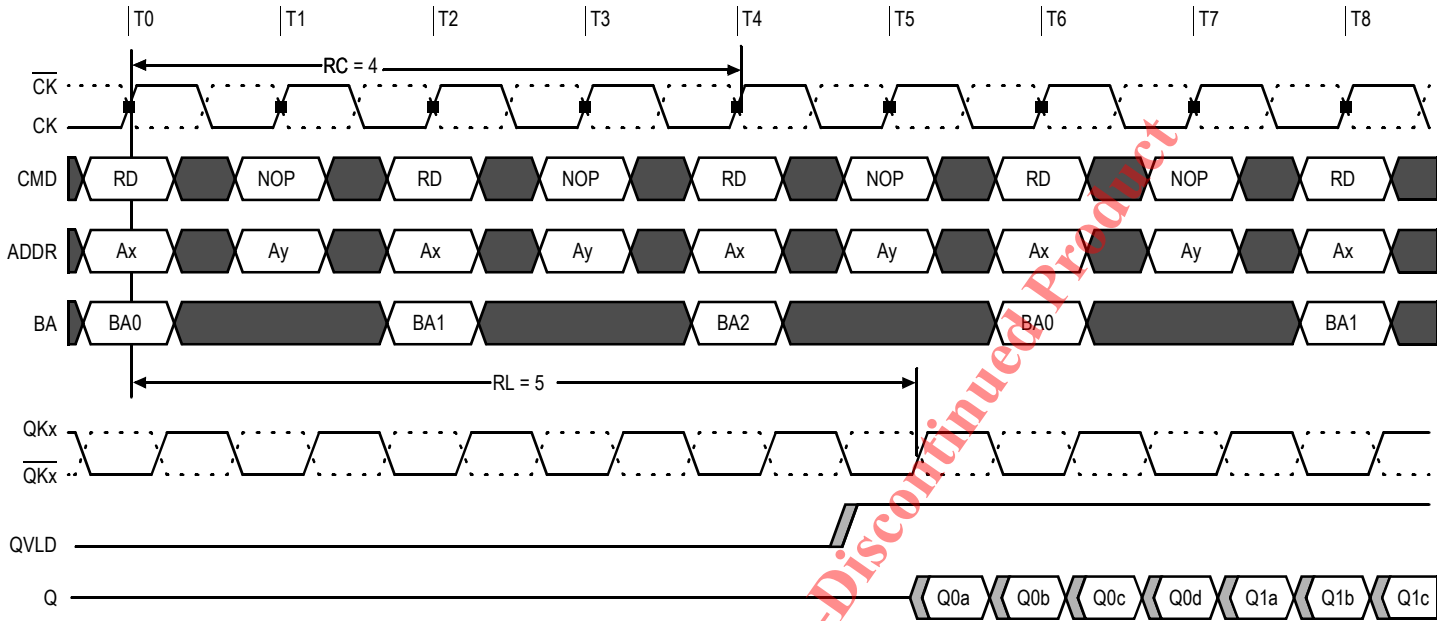 T0 T1 T2 T3 T4 T5 T6 T7 T8
RC = 4
CK
CK
CMD RD NOP RD NOP RD NOP RD NOP RD
ADDR Ax Ay Ax Ay Ax Ay Ax Ay Ax
BA BA0 BA1 BA2 BA0 BA1
RL = 5
QKx
QKx
QVLD
Q Q0a Q0b Q0c Q0d Q1a Q1b Q1c
-Discontinued Product